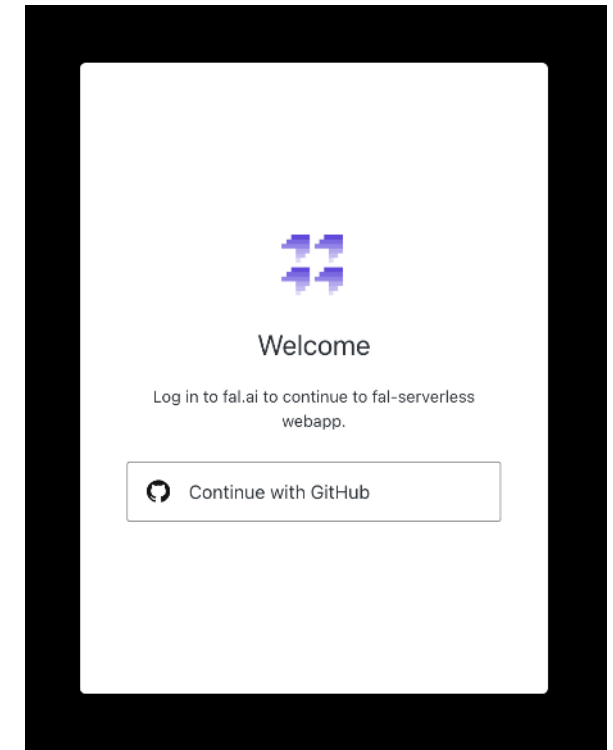 Welcome
Log in to fal.ai to continue to fal-serverless
webapp.
Continue with GitHub